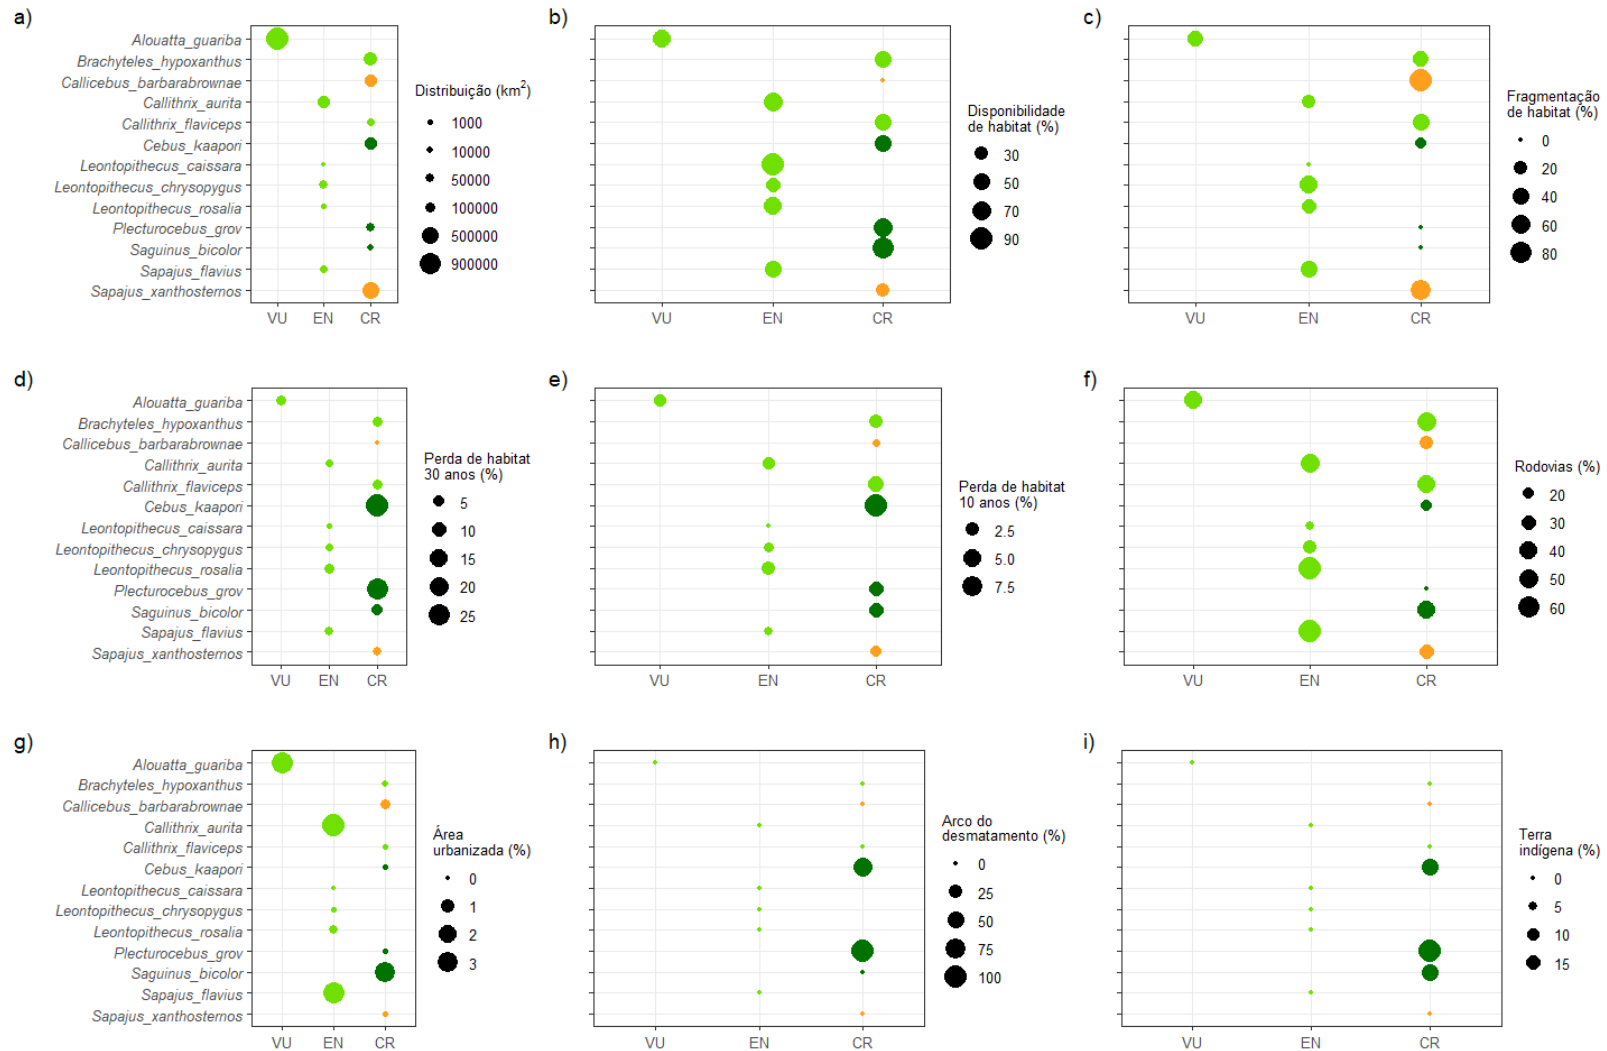 a)
Alouatta_guariba
Brachyteles_hypoxanthus
Callicebus_barbarabrownae
Callithrix_aurita
Callithrix_flaviceps
Cebus_kaapori
Leontopithecus_caissara
Leontopithecus_chrysopygus
Leontopithecus_rosalia
Plecturocebus_grov
Saguinus_bicolor
Sapajus_flavius
Sapajus_xanthosternos
VU EN CR
Distribuição (km²)
1000
10000
50000
100000
500000
900000
b)
VU EN CR
Disponibilidade
de habitat (%)
30
50
70
90
c)
VU EN CR
Fragmentação
de habitat (%)
0
20
40
60
80
d)
Alouatta_guariba
Brachyteles_hypoxanthus
Callicebus_barbarabrownae
Callithrix_aurita
Callithrix_flaviceps
Cebus_kaapori
Leontopithecus_caissara
Leontopithecus_chrysopygus
Leontopithecus_rosalia
Plecturocebus_grov
Saguinus_bicolor
Sapajus_flavius
Sapajus_xanthosternos
VU EN CR
Perda de habitat
30 anos (%)
5
10
15
20
25
e)
VU EN CR
Perda de habitat
10 anos (%)
2.5
5.0
7.5
f)
VU EN CR
Rodovias (%)
20
30
40
50
60
g)
Alouatta_guariba
Brachyteles_hypoxanthus
Callicebus_barbarabrownae
Callithrix_aurita
Callithrix_flaviceps
Cebus_kaapori
Leontopithecus_caissara
Leontopithecus_chrysopygus
Leontopithecus_rosalia
Plecturocebus_grov
Saguinus_bicolor
Sapajus_flavius
Sapajus_xanthosternos
VU EN CR
Área
urbanizada (%)
0
1
2
3
h)
VU EN CR
Arco do
desmatamento (%)
0
25
50
75
100
i)
VU EN CR
Terra
indígena (%)
0
5
10
15